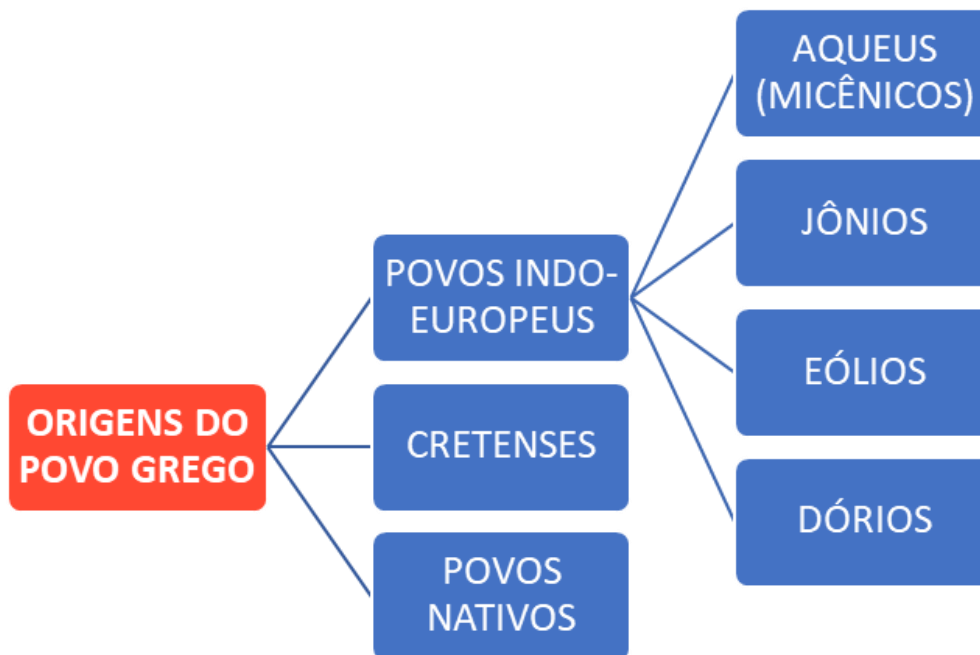 ORIGENS DO
POVO GREGO
POVOS INDO-
EUROPEUS
CRETENSES
POVOS
NATIVOS
AQUEUS
(MICÊNICOS)
JÔNIOS
EÓLIOS
DÓRIOS